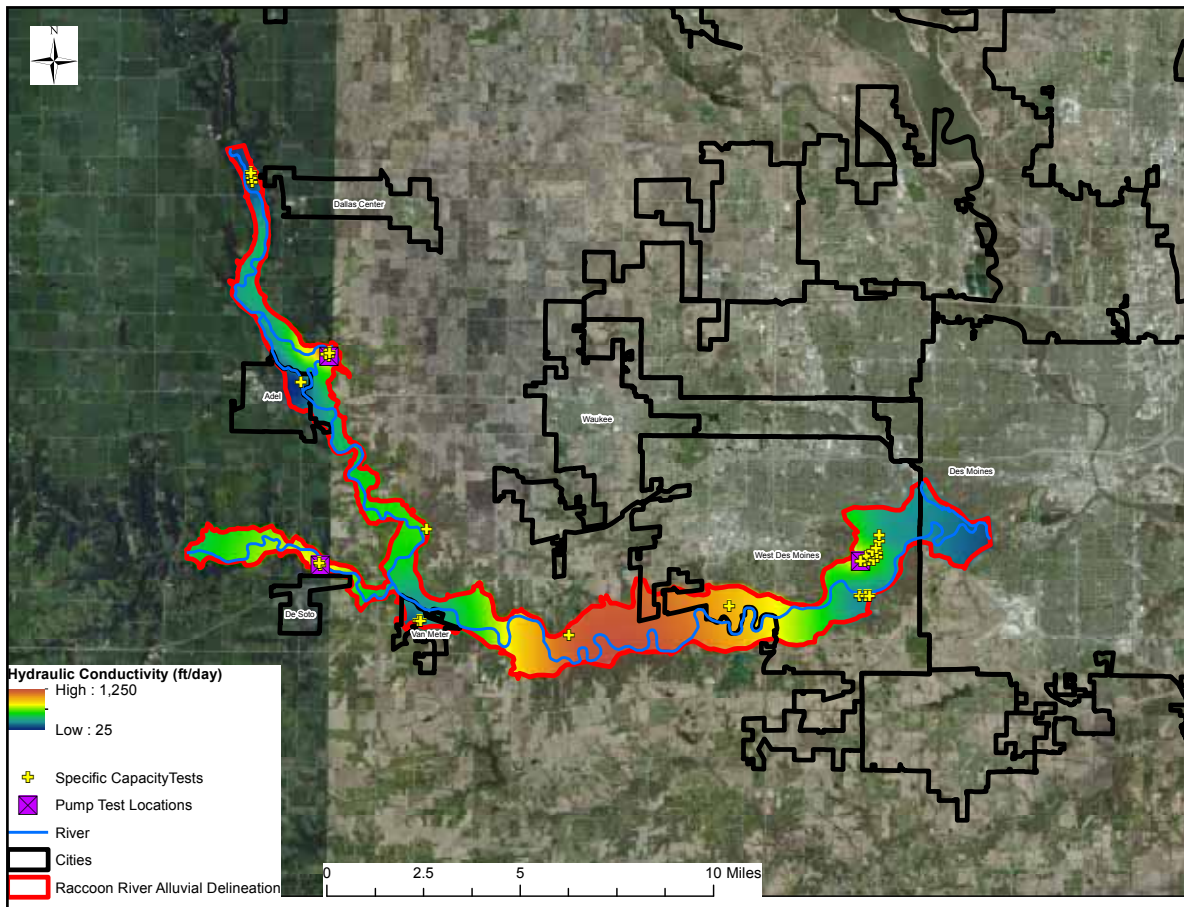 N
Dallas Center
Adel
Waukee
Des Moines
West Des Moines
De Soto
Van Meter
Hydraulic Conductivity (ft/day)
High : 1,250
Low : 25
Specific CapacityTests
Pump Test Locations
River
Cities
Raccoon River Alluvial Delineation
0 2.5 5 10 Miles